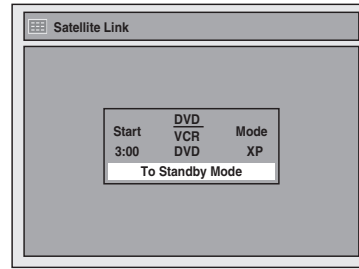 Satellite Link
DVD
Start VCR Mode
3:00 DVD XP
To Standby Mode